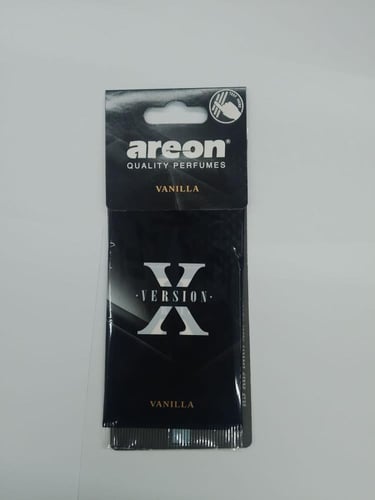 areon®
QUALITY PERFUMES
VANILLA
X
·VERSION·
VANILLA